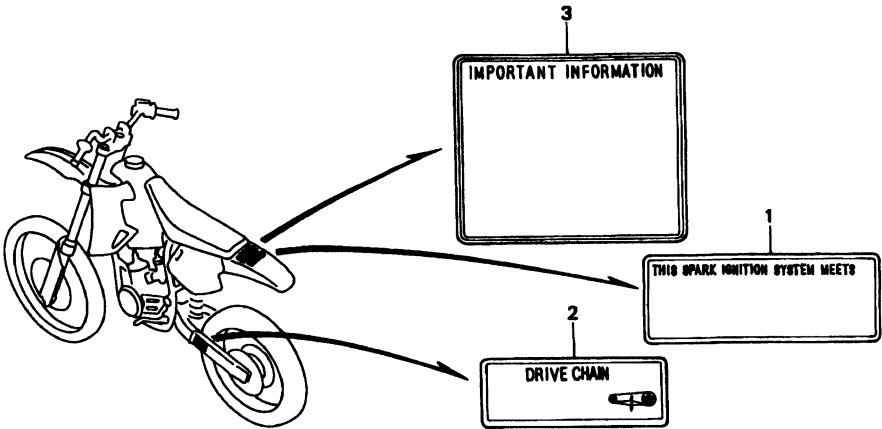 3
IMPORTANT INFORMATION
1
THIS SPARK IGNITION SYSTEM MEETS
2
DRIVE CHAIN